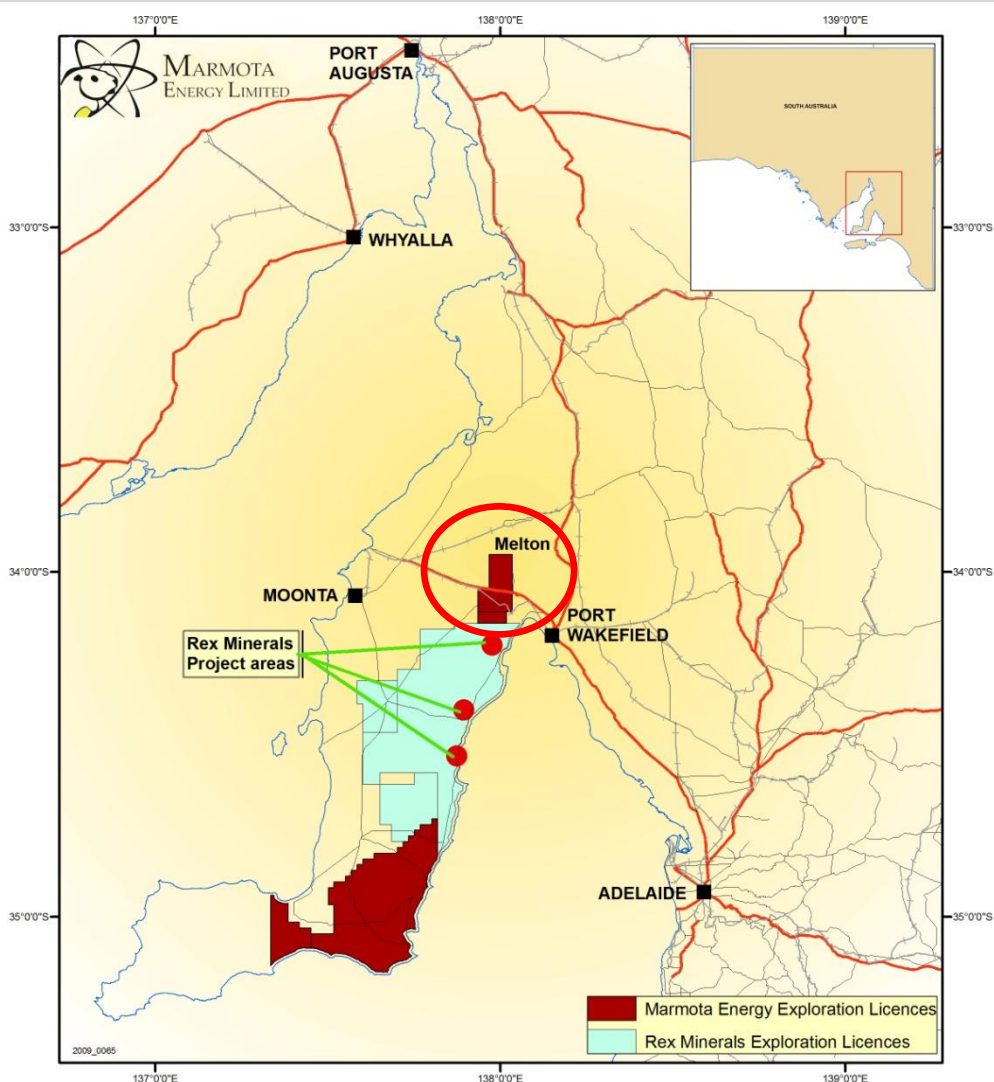 137°0'0"E
138°0'0"E
139°0'0"E
MARMOTA
ENERGY LIMITED
PORT
AUGUSTA
SOUTH AUSTRALIA
33°0'0"S
33°0'0"S
WHYALLA
Melton
34°0'0"S
34°0'0"S
MOONTA
PORT
WAKEFIELD
Rex Minerals
Project areas
ADELAIDE
35°0'0"S
35°0'0"S
Marmota Energy Exploration Licences
Rex Minerals Exploration Licences
2009_0065
137°0'0"E
138°0'0"E
139°0'0"E